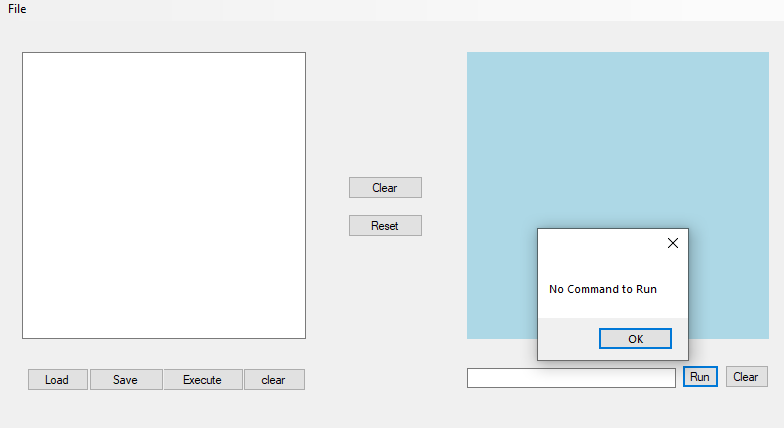 File
Clear
Reset
No Command to Run
OK
Load Save Execute clear
Run Clear